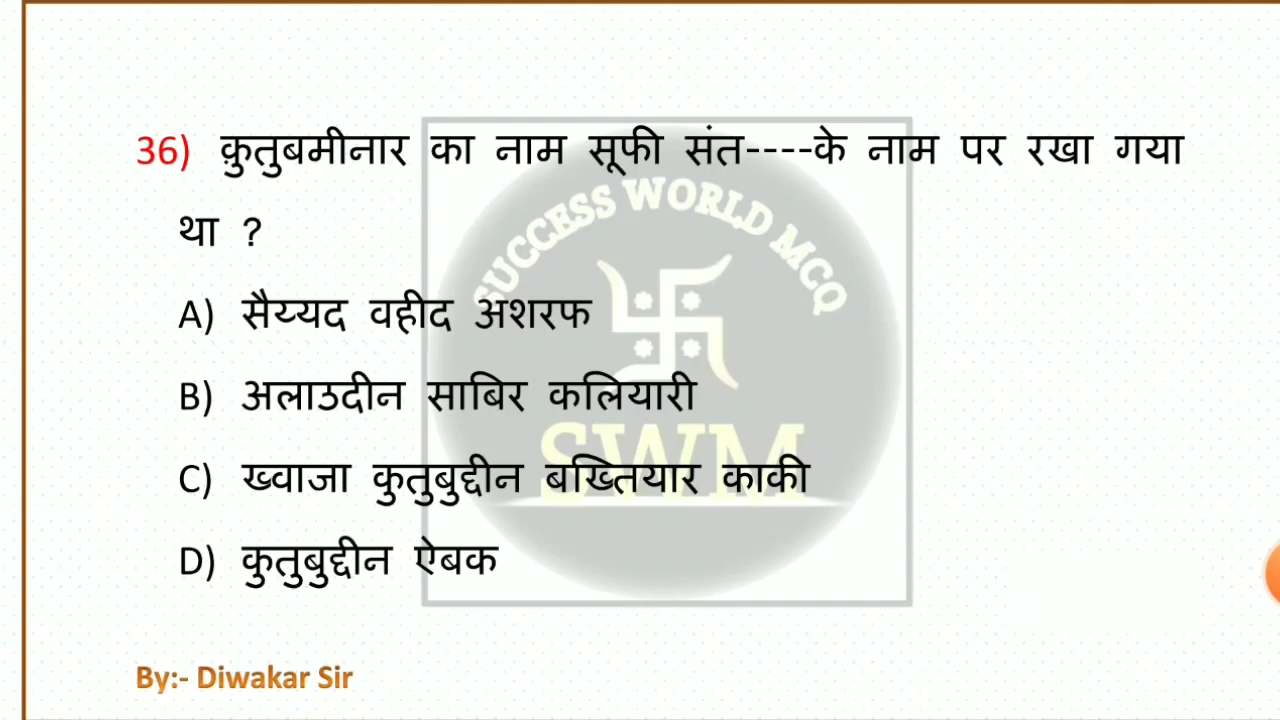 36) क़ुतुबमीनार का नाम सूफी संत----के नाम पर रखा गया
था ?
SUCCESS WORLD MCQ
A) सैय्यद वहीद अशरफ
B) अलाउदीन साबिर कलियारी
SWM
C) ख्वाजा कुतुबुद्दीन बख्तियार काकी
D) कुतुबुद्दीन ऐबक
By:- Diwakar Sir